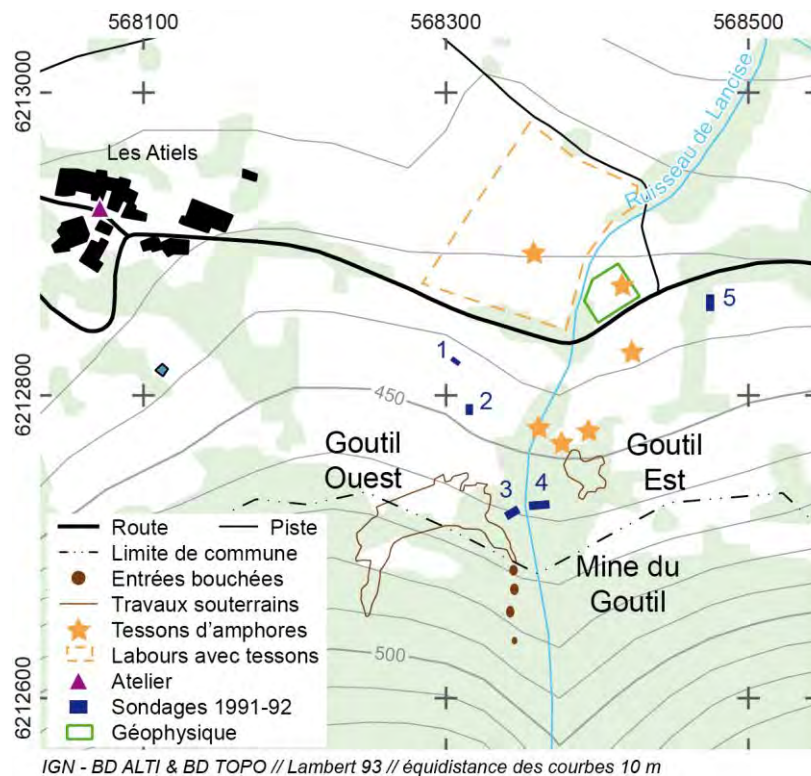 568100 568300 568500
6213000
Ruisseau de Lancise
Les Atiels
5
1
6212800
450
2
Goutil
Ouest
Goutil
Est
3
4
Mine du
Goutil
Route
Piste
Limite de commune
Entrées bouchées
Travaux souterrains
Tessons d'amphores
500
Labours avec tessons
Atelier
6212600
Sondages 1991-92
Géophysique
IGN - BD ALTI & BD TOPO // Lambert 93 // équidistance des courbes 10 m